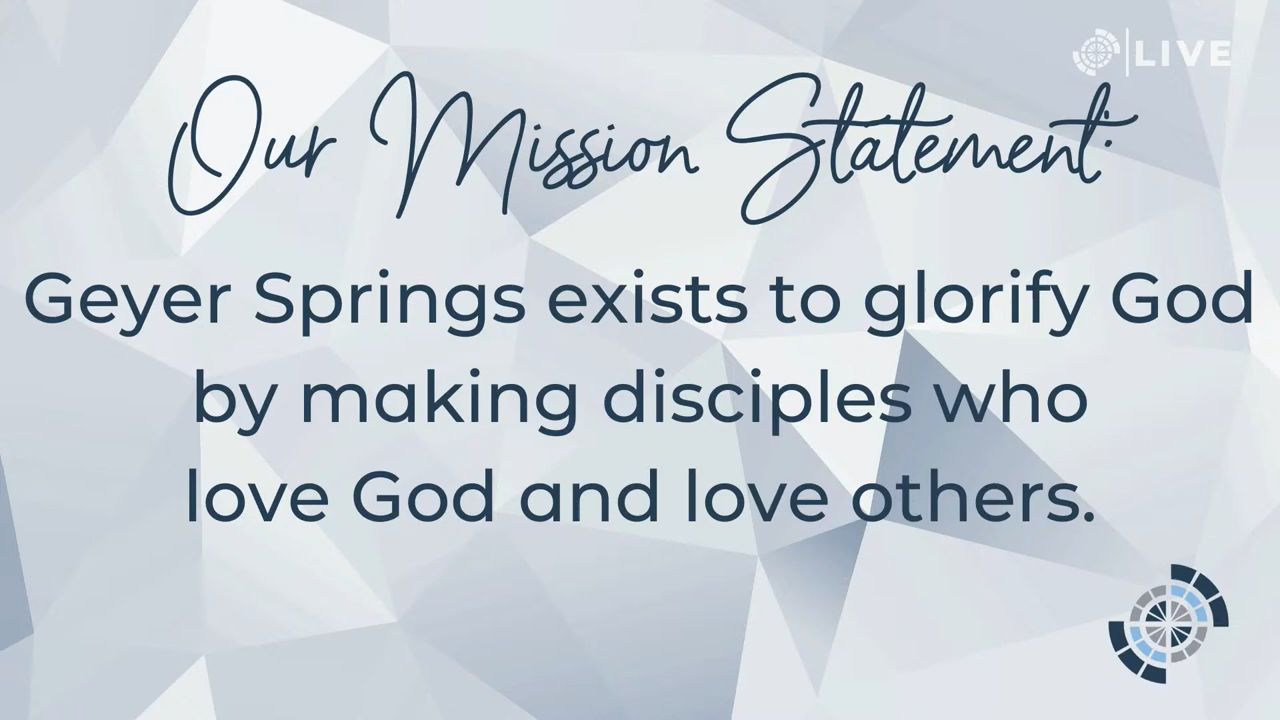 LIVE
Our Mission Statement:
Geyer Springs exists to glorify God
by making disciples who
love God and love others.